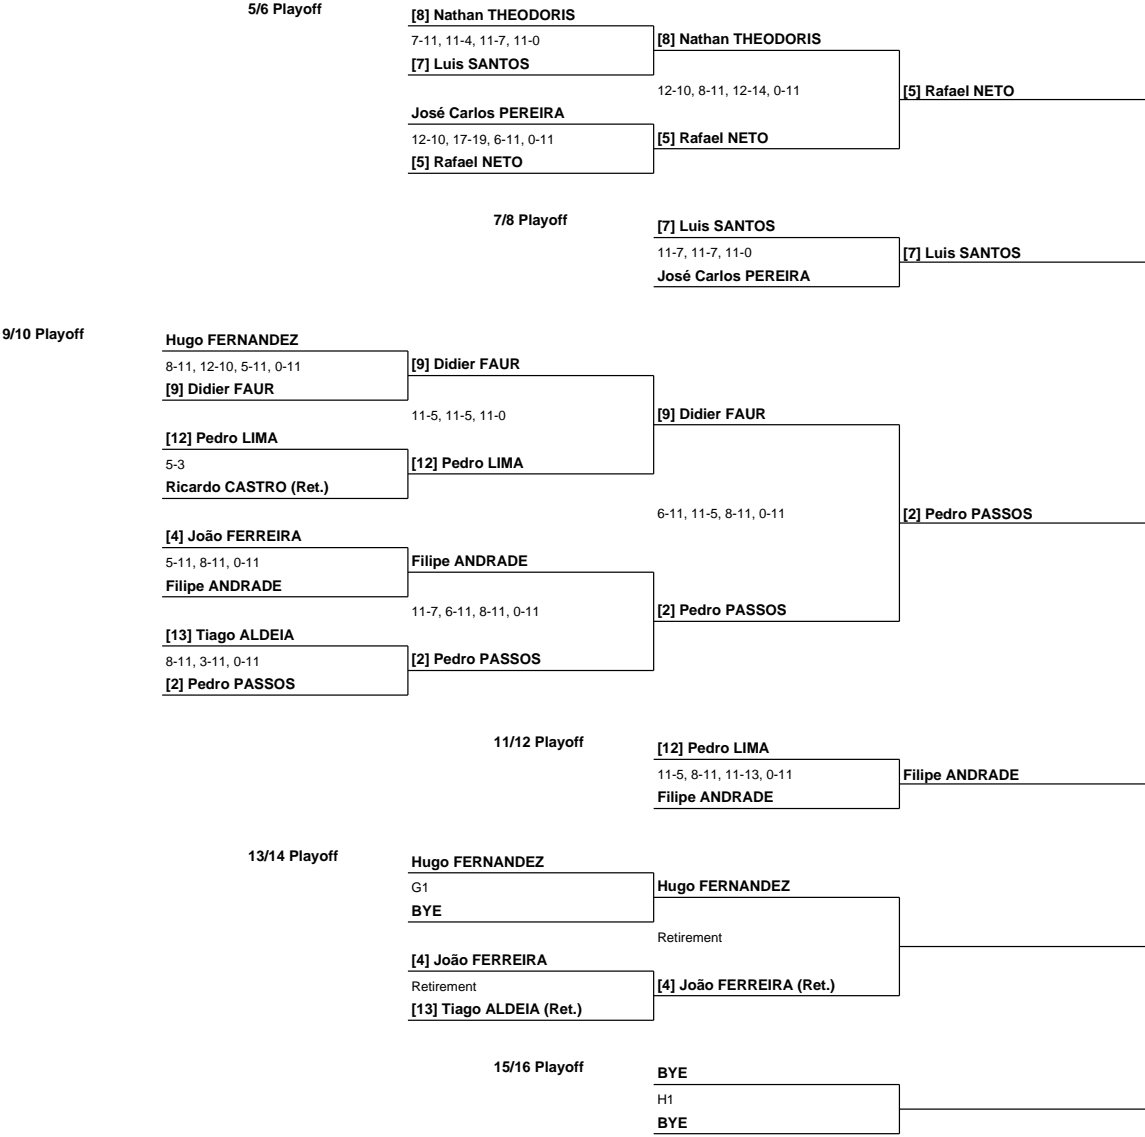 5/6 Playoff
[8] Nathan THEODORIS
7-11, 11-4, 11-7, 11-0
[7] Luis SANTOS
[8] Nathan THEODORIS
12-10, 8-11, 12-14, 0-11
[5] Rafael NETO
José Carlos PEREIRA
12-10, 17-19, 6-11, 0-11
[5] Rafael NETO
[5] Rafael NETO
7/8 Playoff
[7] Luis SANTOS
11-7, 11-7, 11-0
José Carlos PEREIRA
[7] Luis SANTOS
9/10 Playoff
Hugo FERNANDEZ
8-11, 12-10, 5-11, 0-11
[9] Didier FAUR
[9] Didier FAUR
11-5, 11-5, 11-0
[9] Didier FAUR
[12] Pedro LIMA
5-3
Ricardo CASTRO (Ret.)
[12] Pedro LIMA
6-11, 11-5, 8-11, 0-11
[2] Pedro PASSOS
[4] João FERREIRA
5-11, 8-11, 0-11
Filipe ANDRADE
Filipe ANDRADE
11-7, 6-11, 8-11, 0-11
[2] Pedro PASSOS
[13] Tiago ALDEIA
8-11, 3-11, 0-11
[2] Pedro PASSOS
[2] Pedro PASSOS
11/12 Playoff
[12] Pedro LIMA
11-5, 8-11, 11-13, 0-11
Filipe ANDRADE
Filipe ANDRADE
13/14 Playoff
Hugo FERNANDEZ
G1
BYE
Hugo FERNANDEZ
Retirement
[4] João FERREIRA
Retirement
[13] Tiago ALDEIA (Ret.)
[4] João FERREIRA (Ret.)
15/16 Playoff
BYE
H1
BYE